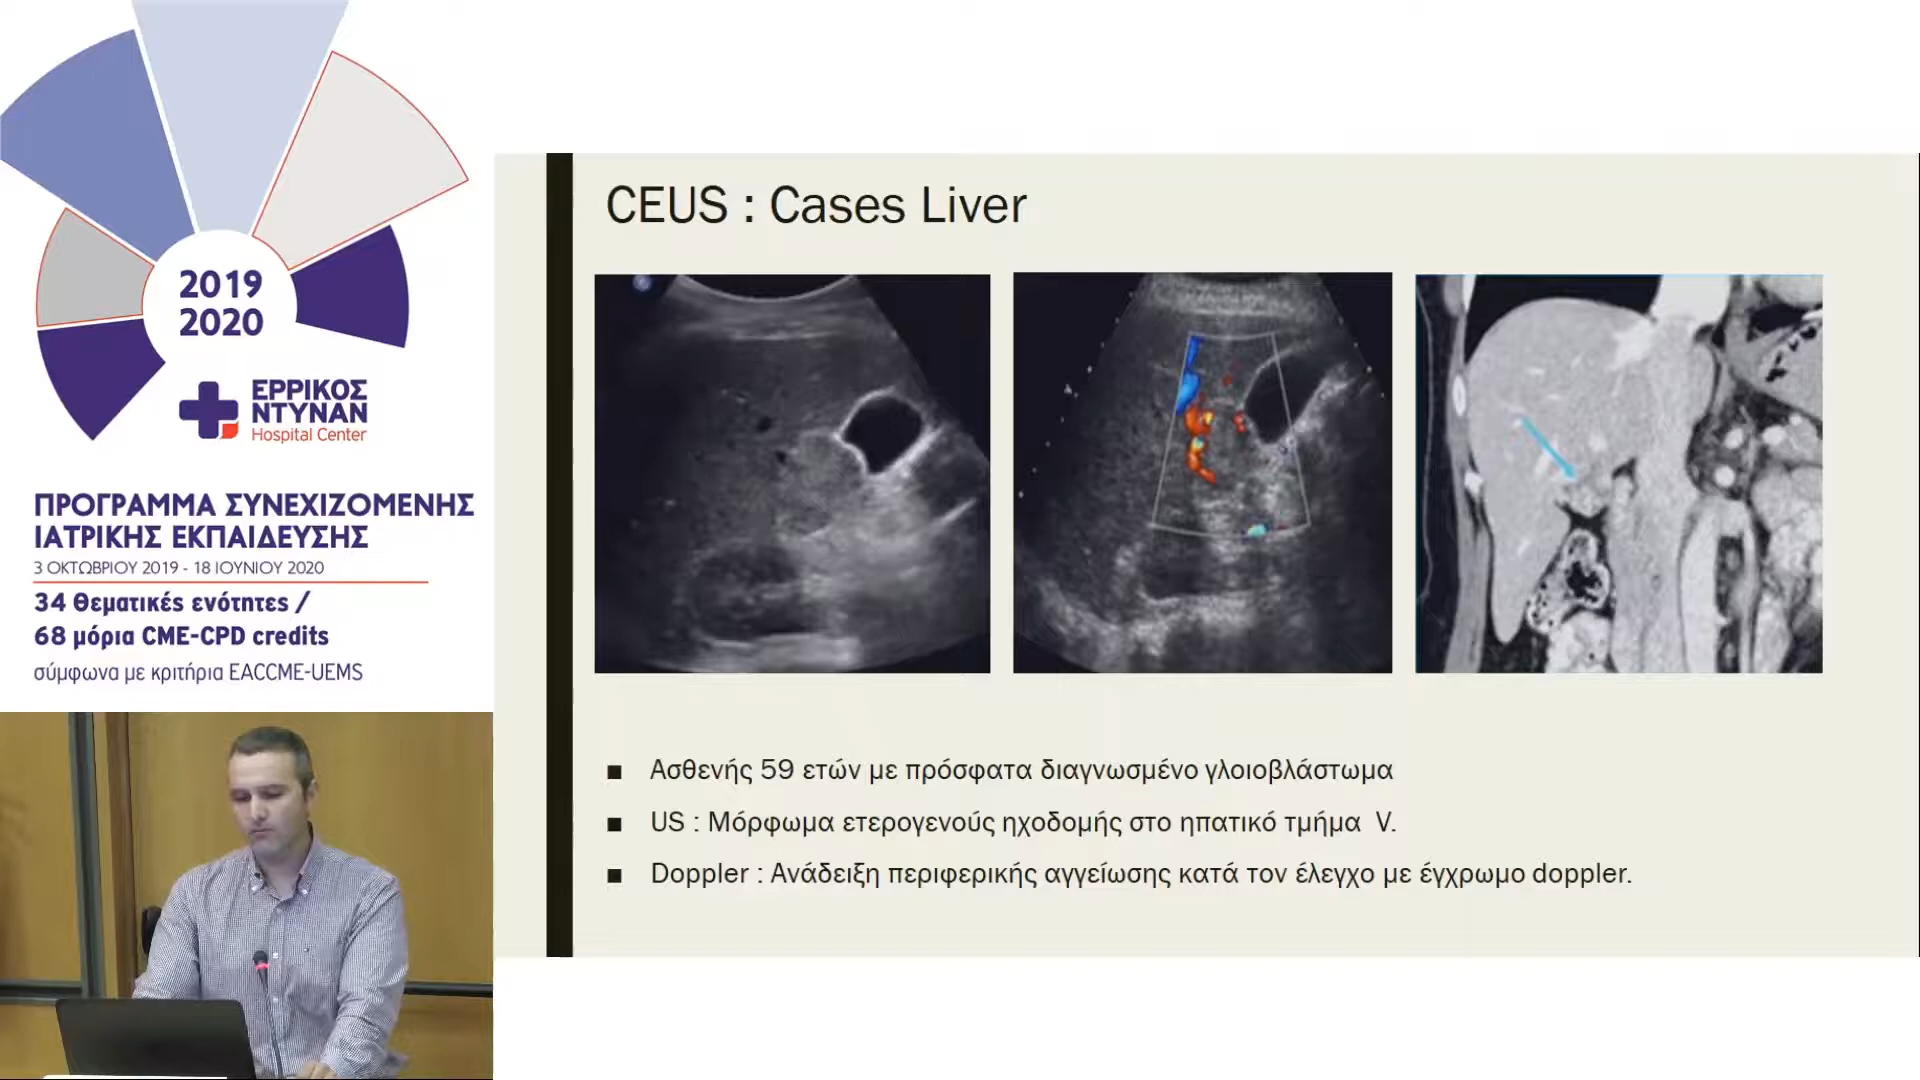 2019
2020
ΕΡΡΙΚΟΣ
ΝΤΥΝΑΝ
Hospital Center
ΠΡΟΓΡΑΜΜΑ ΣΥΝΕΧΙΖΟΜΕΝΗΣ
ΙΑΤΡΙΚΗΣ ΕΚΠΑΙΔΕΥΣΗΣ
3 ΟΚΤΩΒΡΙΟΥ 2019 - 18 ΙΟΥΝΙΟΥ 2020
34 θεματικές ενότητες /
68 μόρια CME-CPD credits
σύμφωνα με κριτήρια EACCME-UEMS
CEUS : Cases Liver
■ Ασθενής 59 ετών με πρόσφατα διαγνωσμένο γλοιοβλάστωμα
■ US : Μόρφωμα ετερογενούς ηχοδομής στο ηπατικό τμήμα V.
■ Doppler : Ανάδειξη περιφερικής αγγείωσης κατά τον έλεγχο με έγχρωμο doppler.